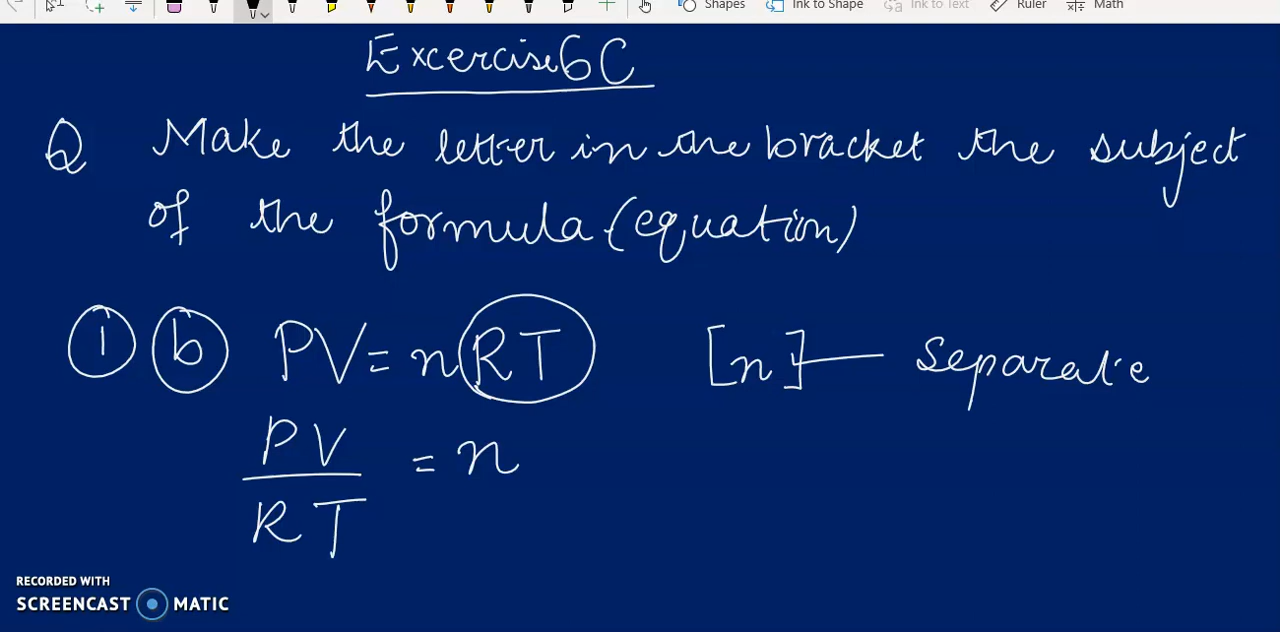 Shapes Ink to Shape Ink to Text Ruler Math
Excercise 6C
Q Make the letter in the bracket the subject
of the formula (equation)
1 b PV = nRT [n] — separate
PV
— = n
RT
RECORDED WITH
SCREENCAST MATIC